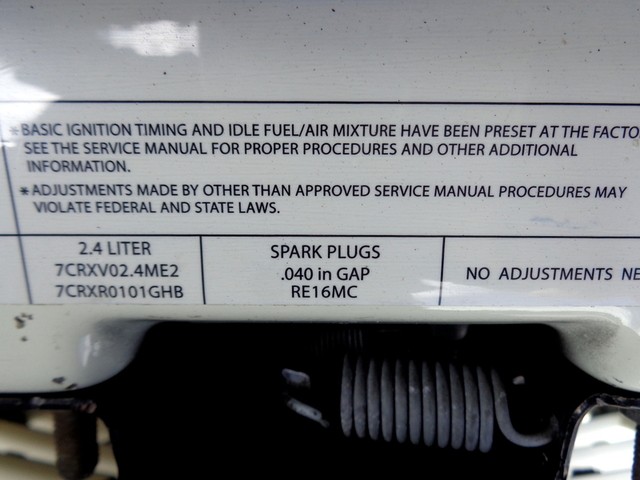 *BASIC IGNITION TIMING AND IDLE FUEL/AIR MIXTURE HAVE BEEN PRESET AT THE FACTO
SEE THE SERVICE MANUAL FOR PROPER PROCEDURES AND OTHER ADDITIONAL
INFORMATION.
*ADJUSTMENTS MADE BY OTHER THAN APPROVED SERVICE MANUAL PROCEDURES MAY
VIOLATE FEDERAL AND STATE LAWS.
2.4 LITER
7CRXV02.4ME2
7CRXR0101GHB
SPARK PLUGS
.040 in GAP
RE16MC
NO ADJUSTMENTS NE